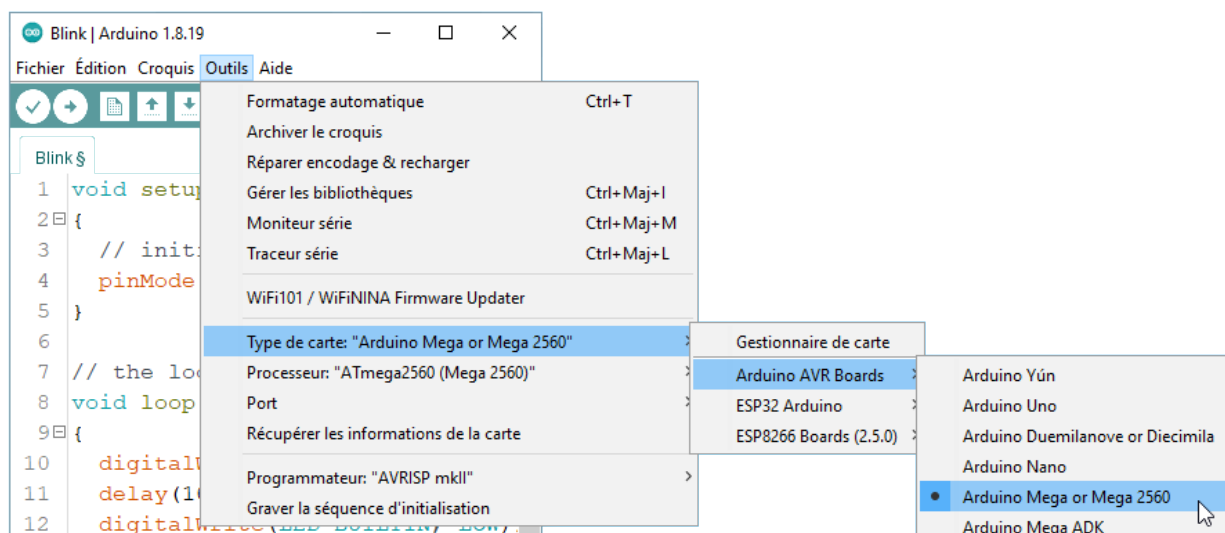 Blink | Arduino 1.8.19
Fichier Édition Croquis Outils Aide
Blink §
1 void setup
2 {
3 // initi
4 pinMode
5 }
6
7 // the loo
8 void loop
9 {
10 digitalW
11 delay(10
12 digitalWrite(LED_BUILTIN, LOW)
Formatage automatique Ctrl+T
Archiver le croquis
Réparer encodage & recharger
Gérer les bibliothèques Ctrl+Maj+I
Moniteur série Ctrl+Maj+M
Traceur série Ctrl+Maj+L
WiFi101 / WiFiNINA Firmware Updater
Type de carte: "Arduino Mega or Mega 2560"
Processeur: "ATmega2560 (Mega 2560)"
Port
Récupérer les informations de la carte
Programmateur: "AVRISP mkII"
Graver la séquence d'initialisation
Gestionnaire de carte
Arduino AVR Boards
ESP32 Arduino
ESP8266 Boards (2.5.0)
Arduino Yún
Arduino Uno
Arduino Duemilanove or Diecimila
Arduino Nano
Arduino Mega or Mega 2560
Arduino Mega ADK